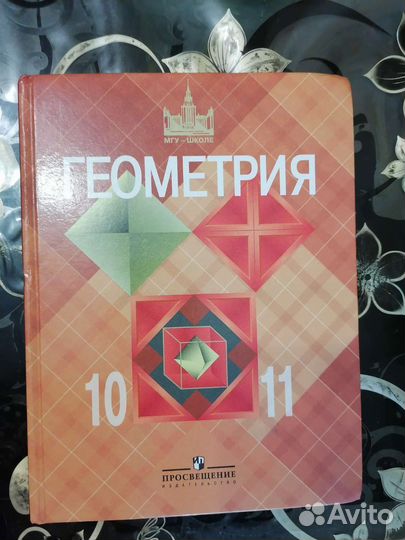 МГУ–ШКОЛЕ
ГЕОМЕТРИЯ
10
11
ПРОСВЕЩЕНИЕ
ИЗДАТЕЛЬСТВО
Avito